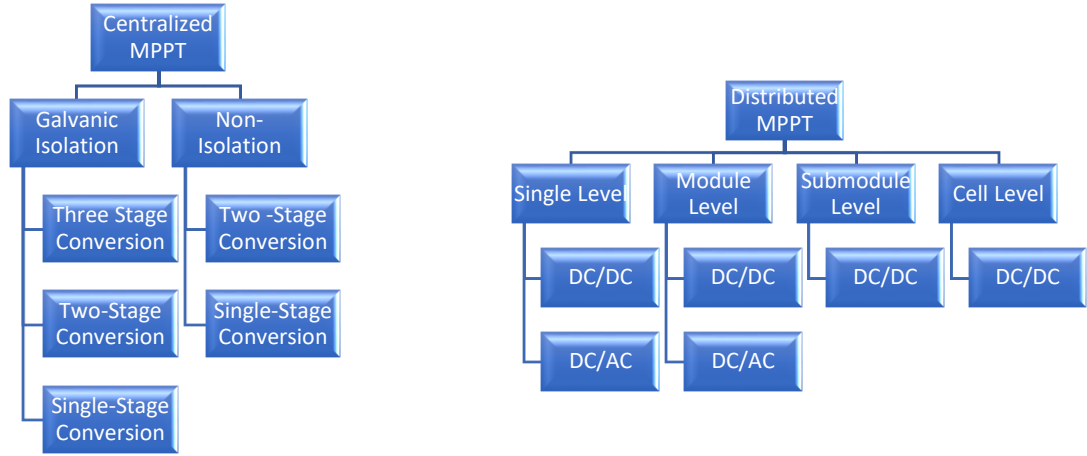 Centralized
MPPT
Galvanic
Isolation
Non-
Isolation
Three Stage
Conversion
Two -Stage
Conversion
Two-Stage
Conversion
Single-Stage
Conversion
Single-Stage
Conversion
Distributed
MPPT
Single Level
Module
Level
Submodule
Level
Cell Level
DC/DC
DC/DC
DC/DC
DC/DC
DC/AC
DC/AC